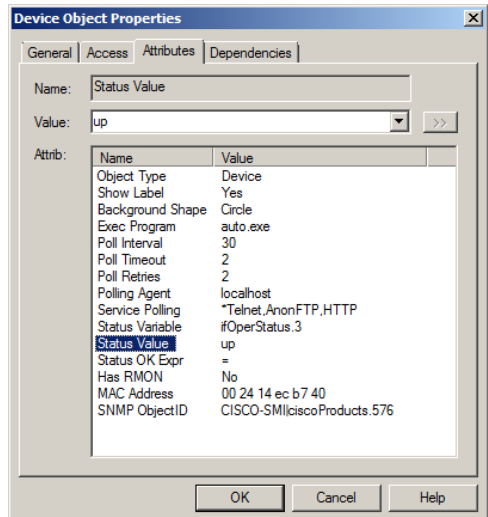 Device Object Properties
General Access Attributes Dependencies
Name: Status Value
Value: up >>
Attrib: Name Value
Object Type Device
Show Label Yes
Background Shape Circle
Exec Program auto.exe
Poll Interval 30
Poll Timeout 2
Poll Retries 2
Polling Agent localhost
Service Polling *Telnet,AnonFTP,HTTP
Status Variable ifOperStatus.3
Status Value up
Status OK Expr =
Has RMON No
MAC Address 00 24 14 ec b7 40
SNMP ObjectID CISCO-SMI|ciscoProducts.576
OK Cancel Help